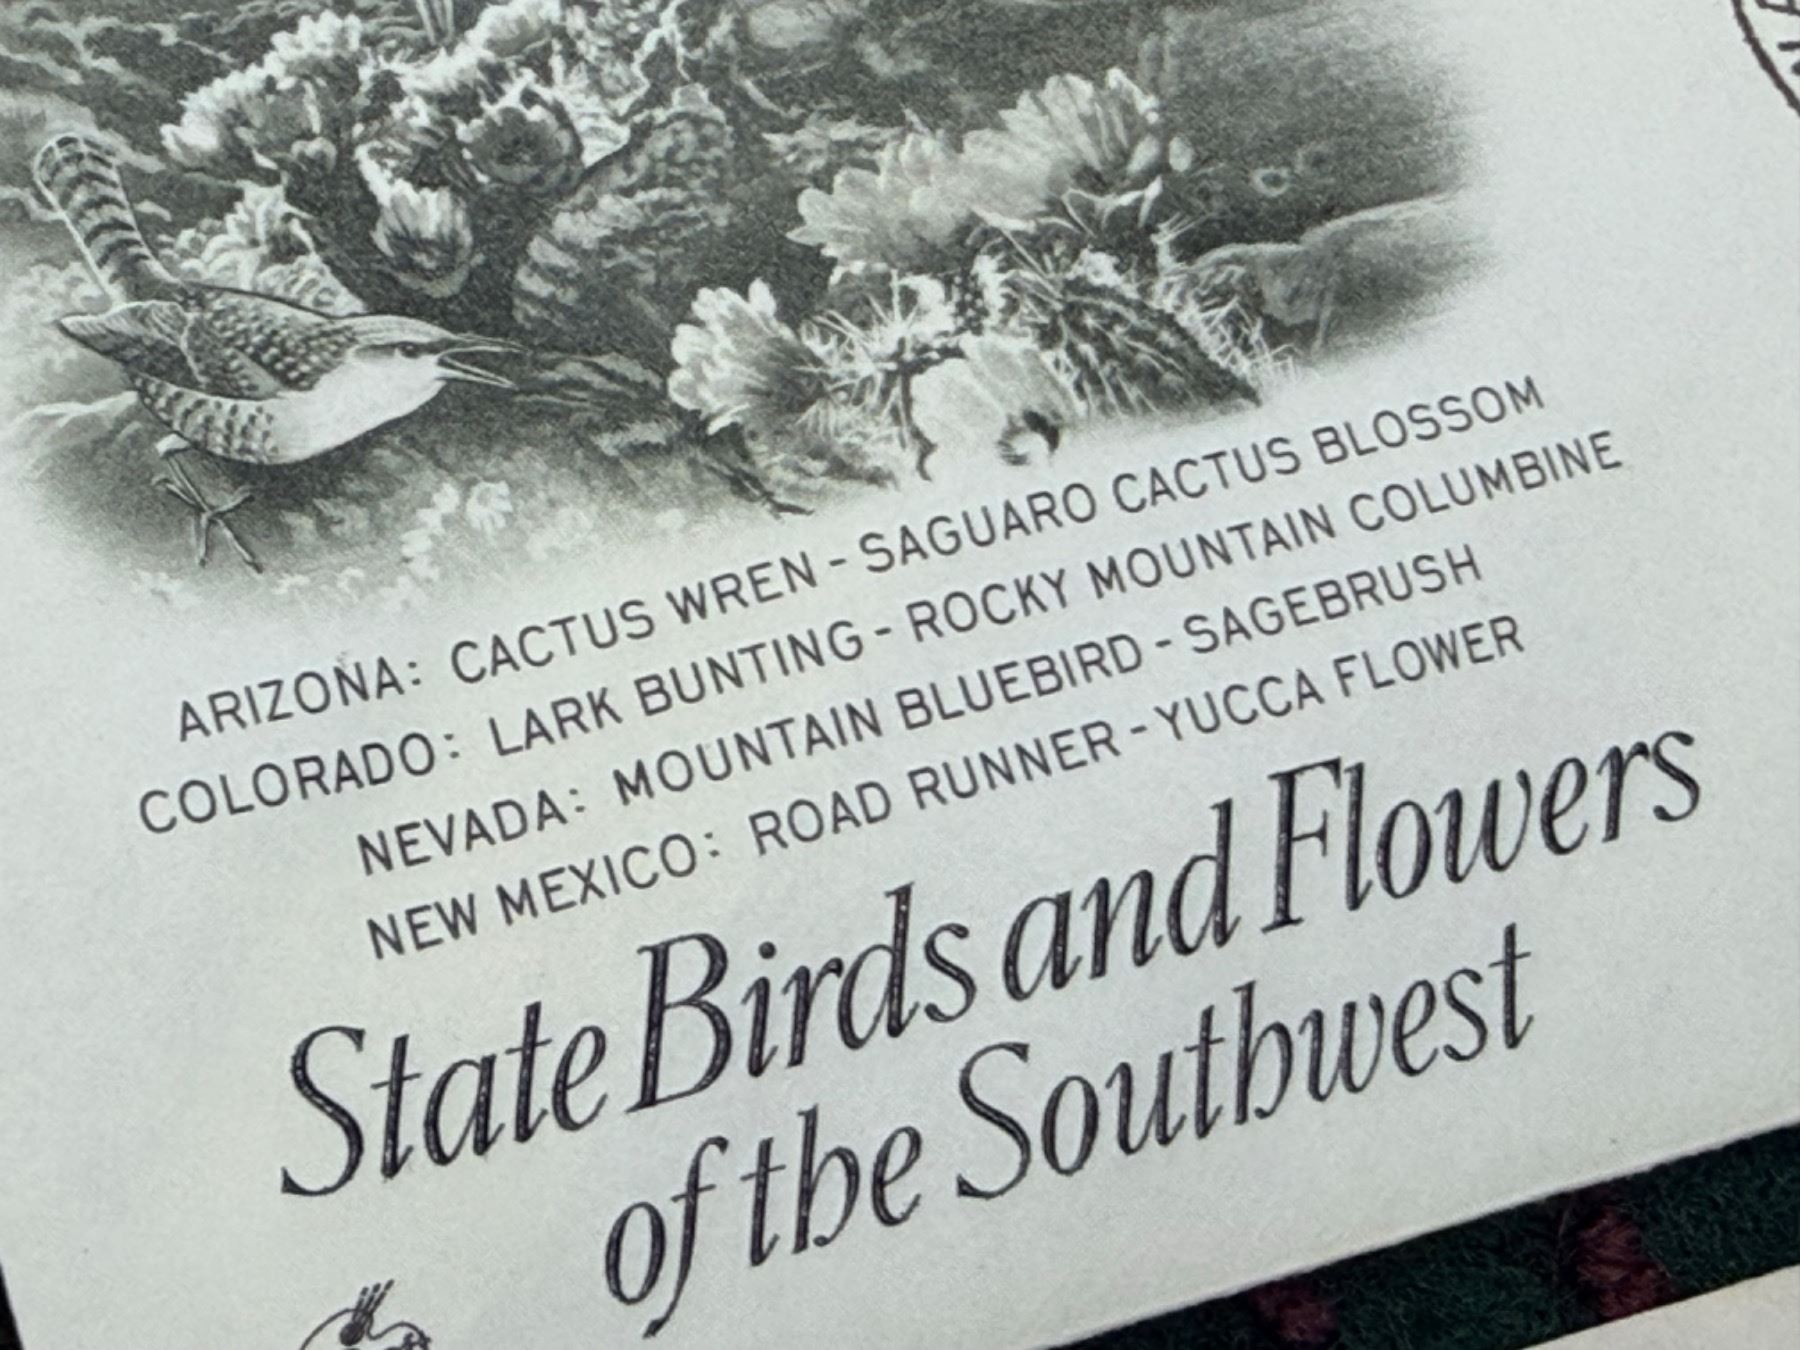 ARIZONA: CACTUS WREN - SAGUARO CACTUS BLOSSOM
COLORADO: LARK BUNTING - ROCKY MOUNTAIN COLUMBINE
NEVADA: MOUNTAIN BLUEBIRD - SAGEBRUSH
NEW MEXICO: ROAD RUNNER - YUCCA FLOWER
State Birds and Flowers
of the Southwest